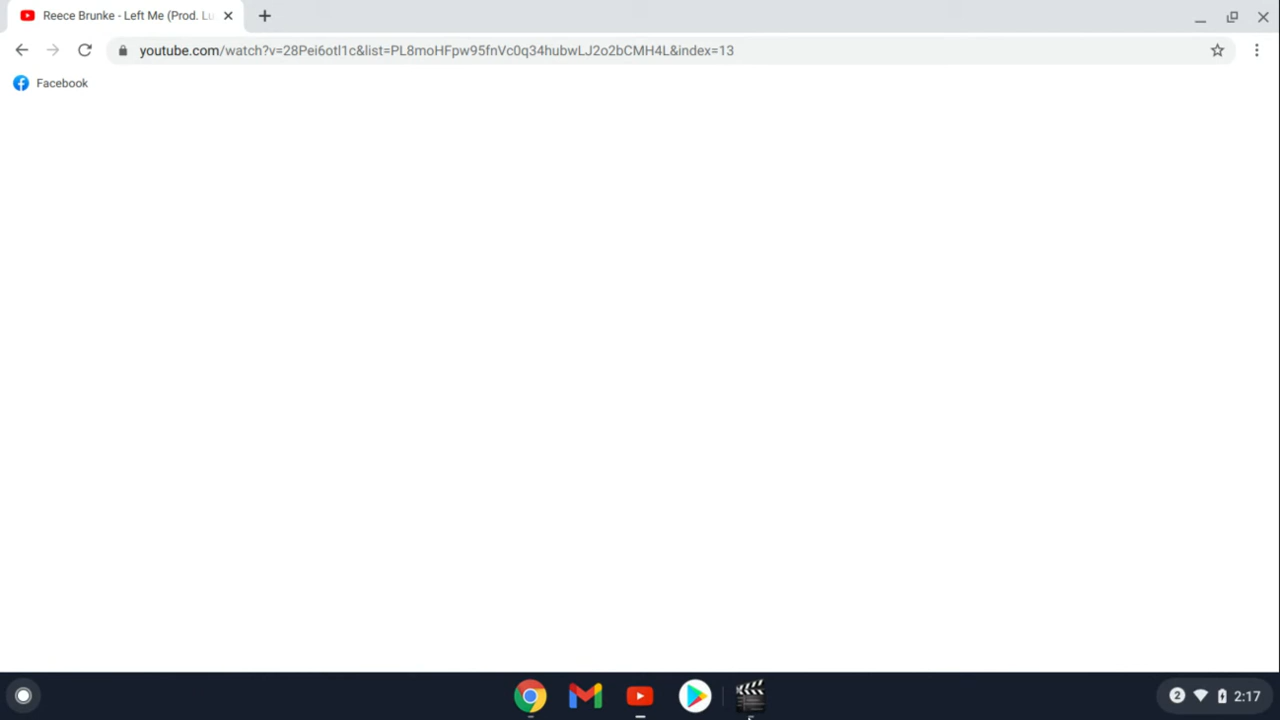 Reece Brunke - Left Me (Prod. Lu
youtube.com/watch?v=28Pei6otl1c&list=PL8moHFpw95fnVc0q34hubwLJ2o2bCMH4L&index=13
Facebook
2 2:17